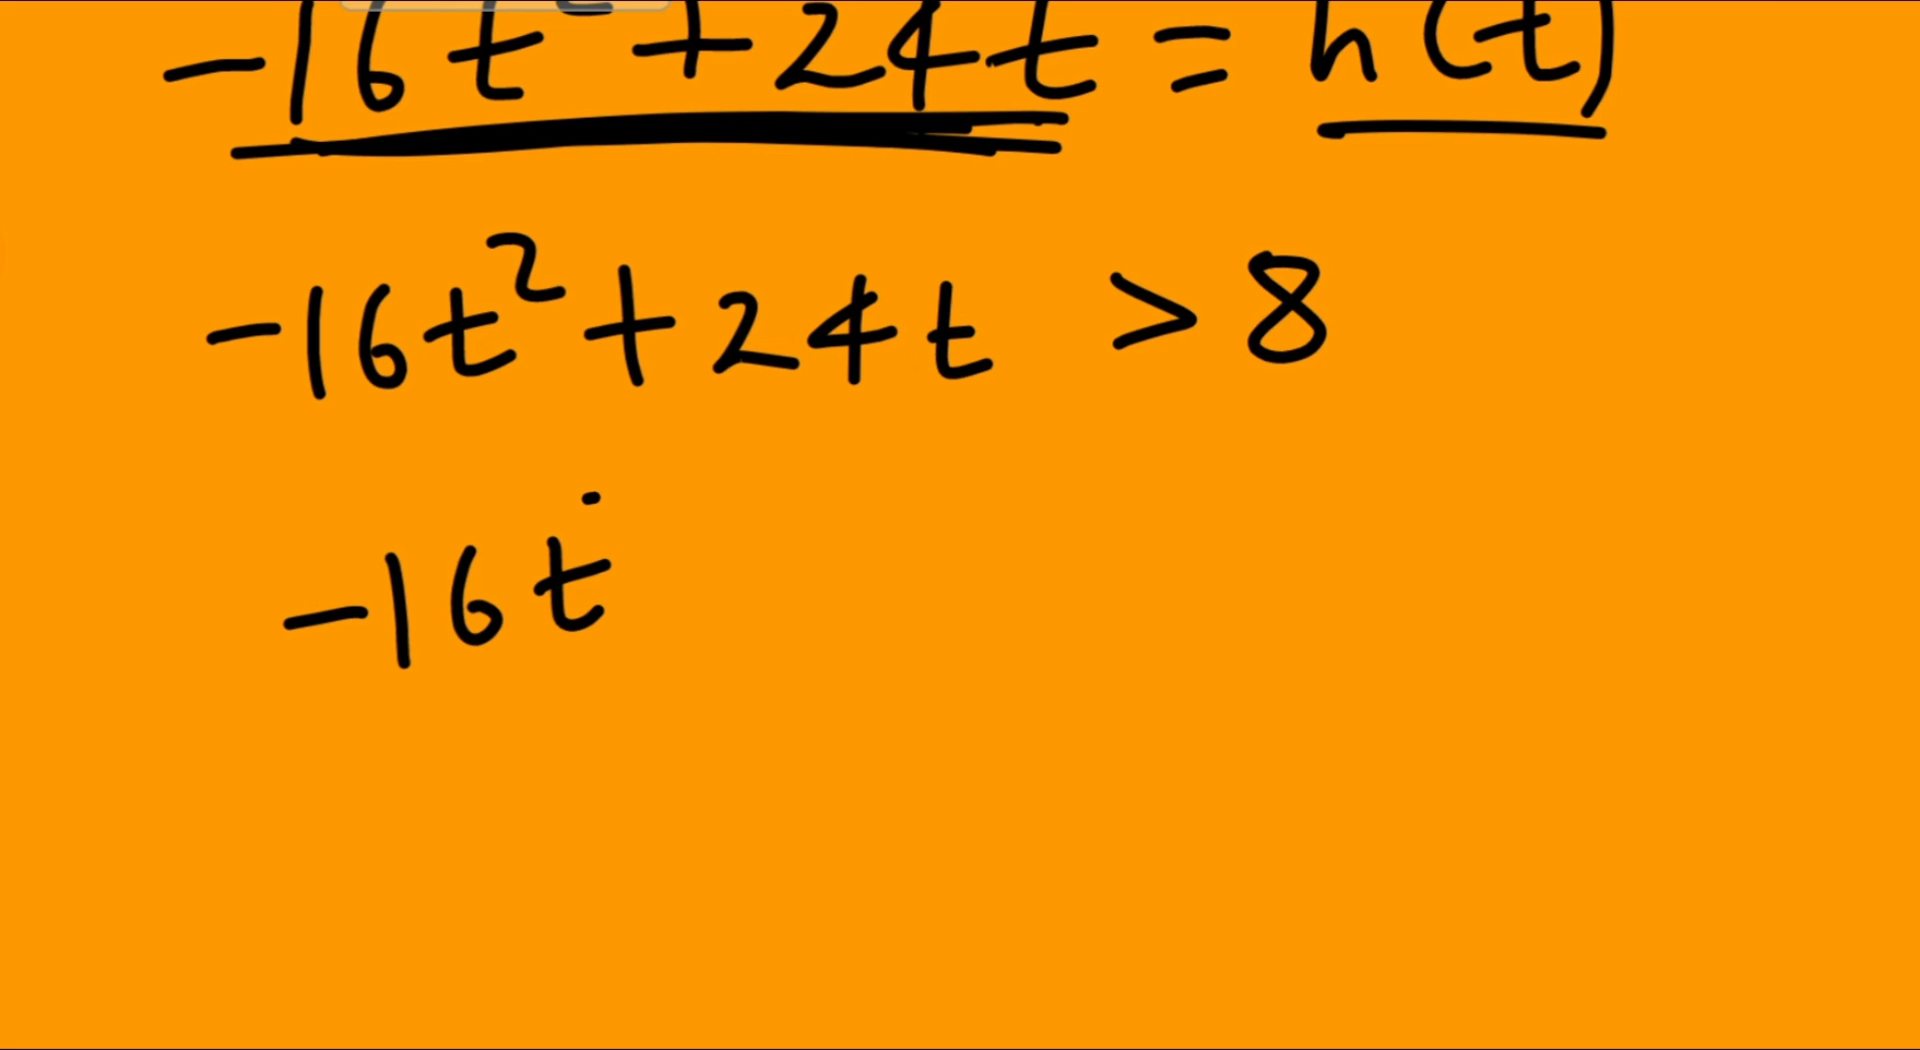 -16t² + 24t = h(t)
-16t² + 24t > 8
-16t